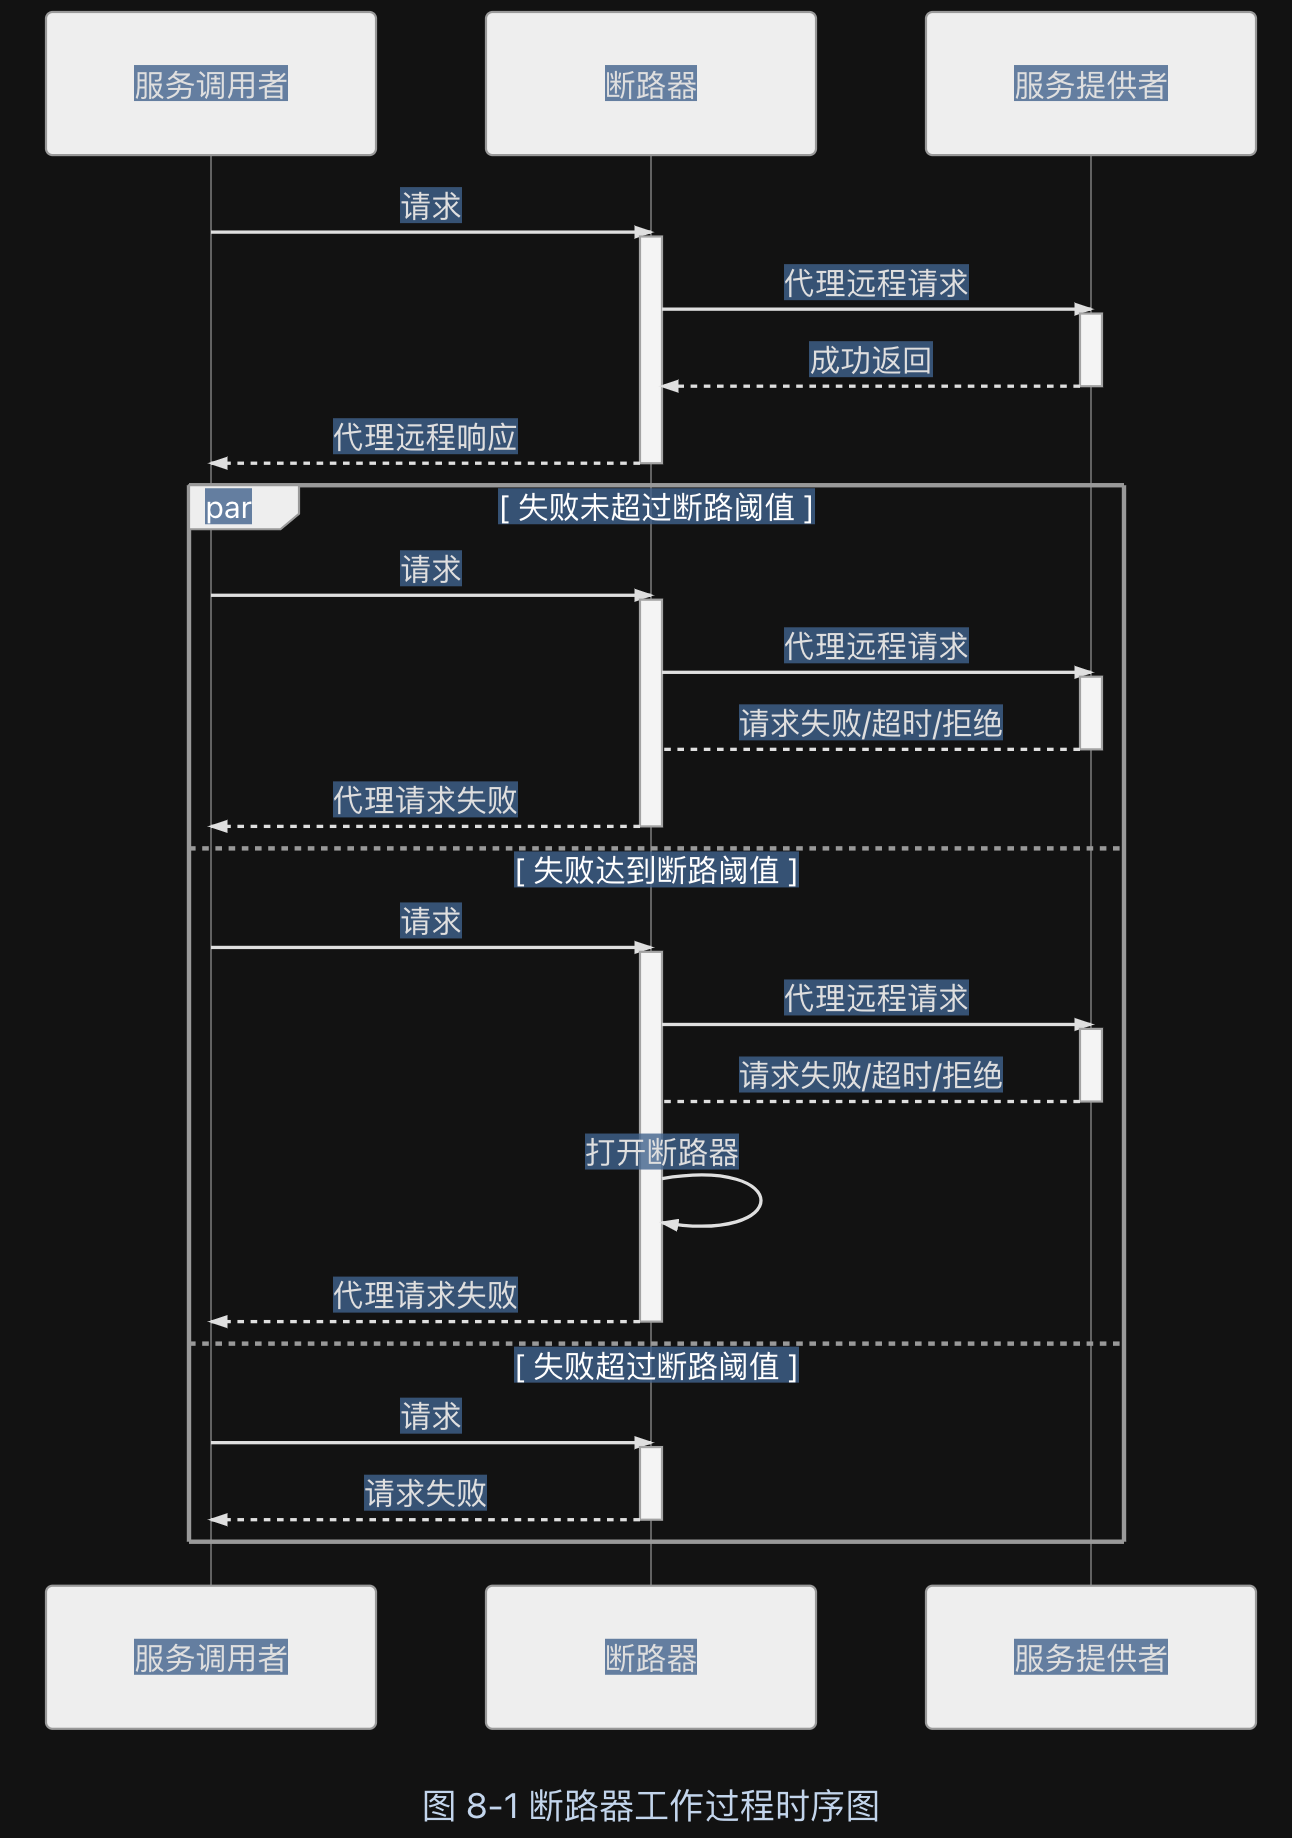 服务调用者
断路器
服务提供者
请求
代理远程请求
成功返回
代理远程响应
par
[ 失败未超过断路阈值 ]
请求
代理远程请求
请求失败/超时/拒绝
代理请求失败
[ 失败达到断路阈值 ]
请求
代理远程请求
请求失败/超时/拒绝
打开断路器
代理请求失败
[ 失败超过断路阈值 ]
请求
请求失败
服务调用者
断路器
服务提供者
图 8-1 断路器工作过程时序图